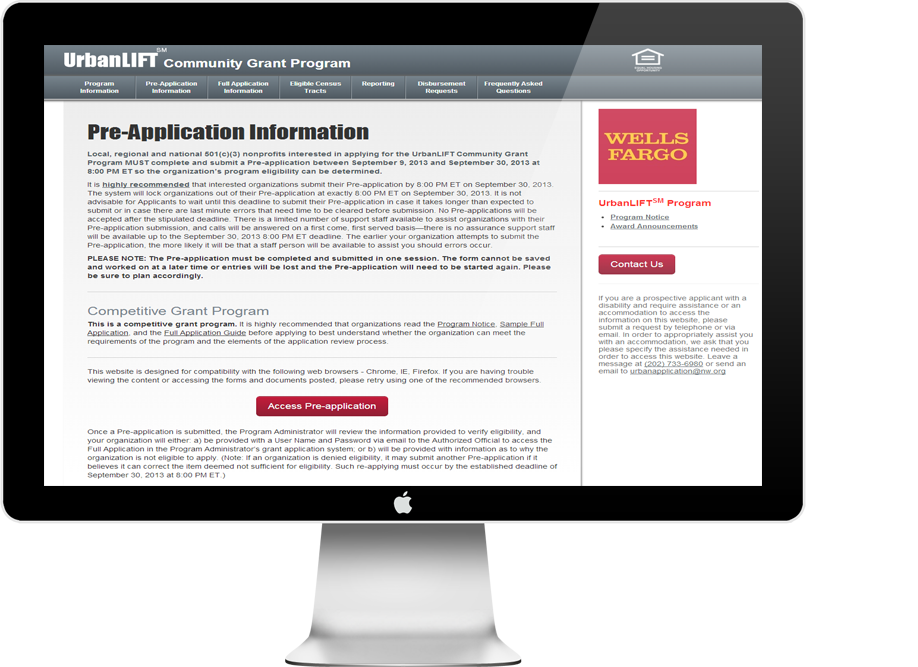 UrbanLIFT SM Community Grant Program
Program Information
Pre-Application Information
Full Application Information
Eligible Census Tracts
Reporting
Disbursement Requests
Frequently Asked Questions
Pre-Application Information
Local, regional and national 501(c)(3) nonprofits interested in applying for the UrbanLIFT Community Grant
Program MUST complete and submit a Pre-application between September 9, 2013 and September 30, 2013 at
8:00 PM ET so the organization's program eligibility can be determined.
It is highly recommended that interested organizations submit their Pre-application by 8:00 PM ET on September 30, 2013.
The system will lock organizations out of their Pre-application at exactly 8:00 PM ET on September 30, 2013. It is not
advisable for Applicants to wait until this deadline to submit their Pre-application in case it takes longer than expected to
submit or in case there are last minute errors that need time to be cleared before submission. No Pre-applications will be
accepted after the stipulated deadline. There is a limited number of support staff available to assist organizations with their
Pre-application submission, and calls will be answered on a first come, first served basis—there is no assurance support staff
will be available up to the September 30, 2013 8:00 PM ET deadline. The earlier your organization attempts to submit the
Pre-application, the more likely it will be that a staff person will be available to assist you should errors occur.
PLEASE NOTE: The Pre-application must be completed and submitted in one session. The form cannot be saved
and worked on at a later time or entries will be lost and the Pre-application will need to be started again. Please
be sure to plan accordingly.
Competitive Grant Program
This is a competitive grant program. It is highly recommended that organizations read the Program Notice, Sample Full
Application, and the Full Application Guide before applying to best understand whether the organization can meet the
requirements of the program and the elements of the application review process.
This website is designed for compatibility with the following web browsers - Chrome, IE, Firefox. If you are having trouble
viewing the content or accessing the forms and documents posted, please retry using one of the recommended browsers.
Access Pre-application
Once a Pre-application is submitted, the Program Administrator will review the information provided to verify eligibility, and
your organization will either: a) be provided with a User Name and Password via email to the Authorized Official to access the
Full Application in the Program Administrator's grant application system; or b) will be provided with information as to why the
organization is not eligible to apply. (Note: If an organization is denied eligibility, it may submit another Pre-application if it
believes it can correct the item deemed not sufficient for eligibility. Such re-applying must occur by the established deadline of
September 30, 2013 at 8:00 PM ET.)
WELLS
FARGO
UrbanLIFT SM Program
• Program Notice
• Award Announcements
Contact Us
If you are a prospective applicant with a
disability and require assistance or an
accommodation to access the
information on this website, please
submit a request by telephone or via
email. In order to appropriately assist you
with an accommodation, we ask that you
please specify the assistance needed in
order to access this website. Leave a
message at (202) 733-6980 or send an
email to urbanapplication@nw.org